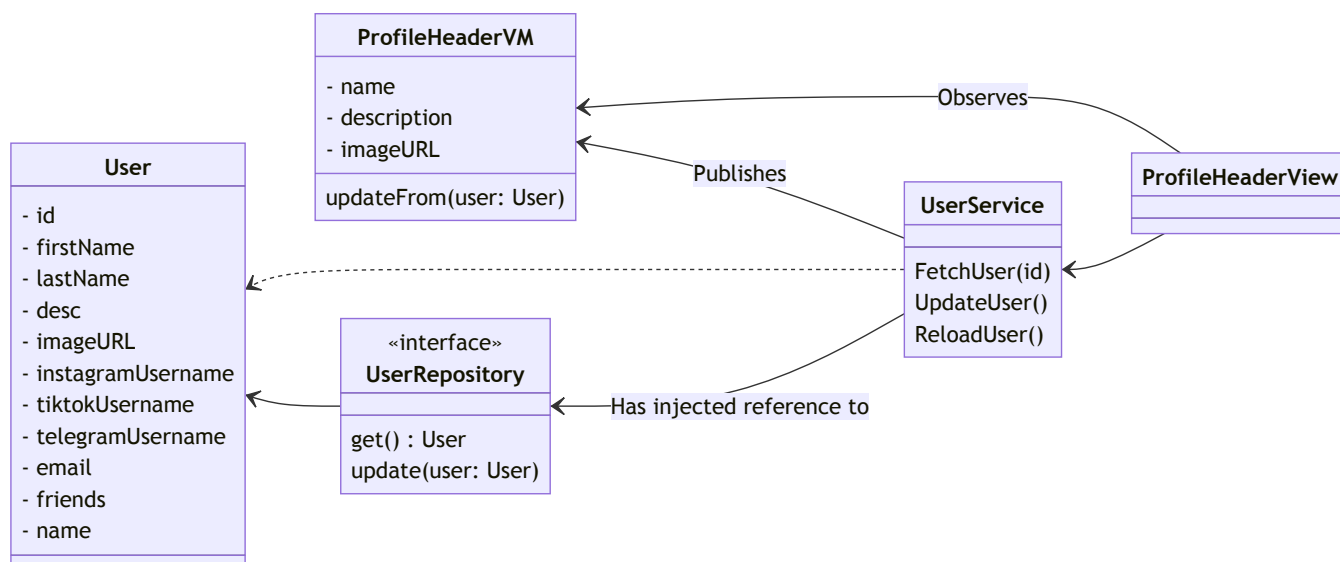 ProfileHeaderVM
- name
- description
- imageURL
updateFrom(user: User)
Observes
Publishes
ProfileHeaderView
UserService
FetchUser(id)
UpdateUser()
ReloadUser()
User
- id
- firstName
- lastName
- desc
- imageURL
- instagramUsername
- tiktokUsername
- telegramUsername
- email
- friends
- name
«interface»
UserRepository
get() : User
update(user: User)
Has injected reference to